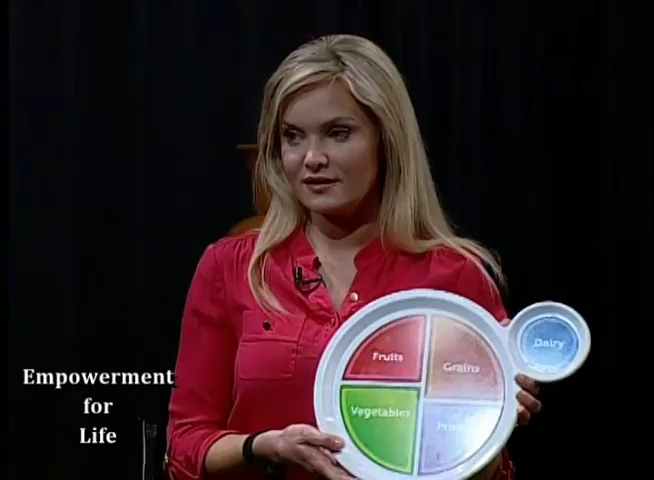 Fruits
Grains
Dairy
Vegetables
Empowerment
for
Life